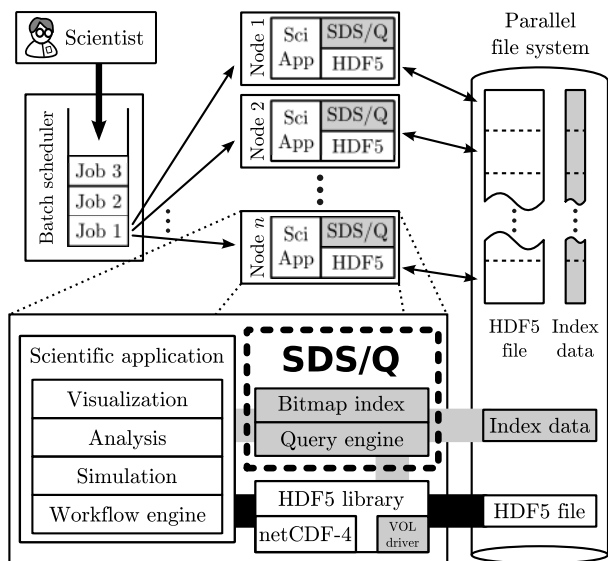 Scientist
Batch scheduler
Job 3
Job 2
Job 1
Node 1
Sci
App
SDS/Q
HDF5
Node 2
Sci
App
SDS/Q
HDF5
Node n
Sci
App
SDS/Q
HDF5
Parallel
file system
HDF5
file
Index
data
Scientific application
Visualization
Analysis
Simulation
Workflow engine
SDS/Q
Bitmap index
Query engine
HDF5 library
netCDF-4
VOL
driver
Index data
HDF5 file